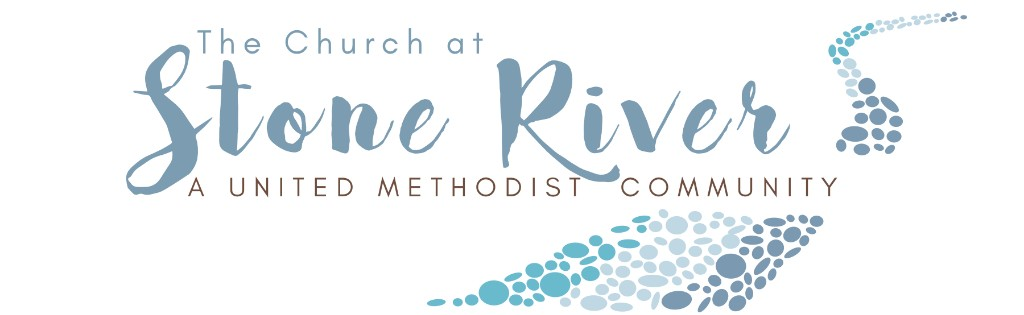 The Church at
Stone River
A UNITED METHODIST COMMUNITY